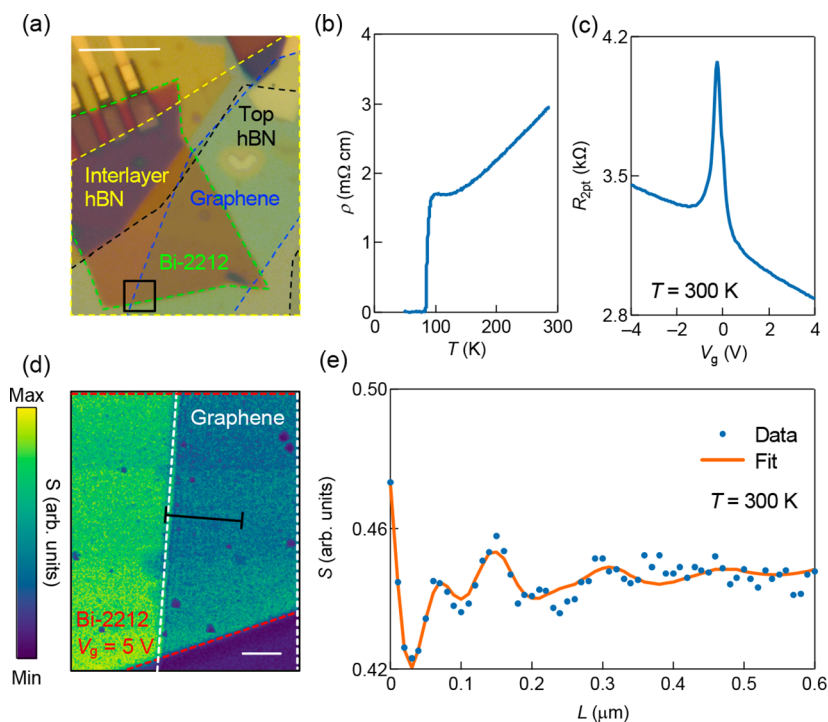 (a)
Top
hBN
Interlayer
hBN
Graphene
Bi-2212
(b)
4
3
2
1
0
ρ (mΩ cm)
0 100 200 300
T (K)
(c)
4.2
3.5
2.8
R2pt (kΩ)
T = 300 K
−4 −2 0 2 4
Vg (V)
(d)
Max
S (arb. units)
Min
Graphene
Bi-2212
Vg = 5 V
(e)
0.50
0.46
0.42
S (arb. units)
Data
Fit
T = 300 K
0 0.1 0.2 0.3 0.4 0.5 0.6
L (μm)